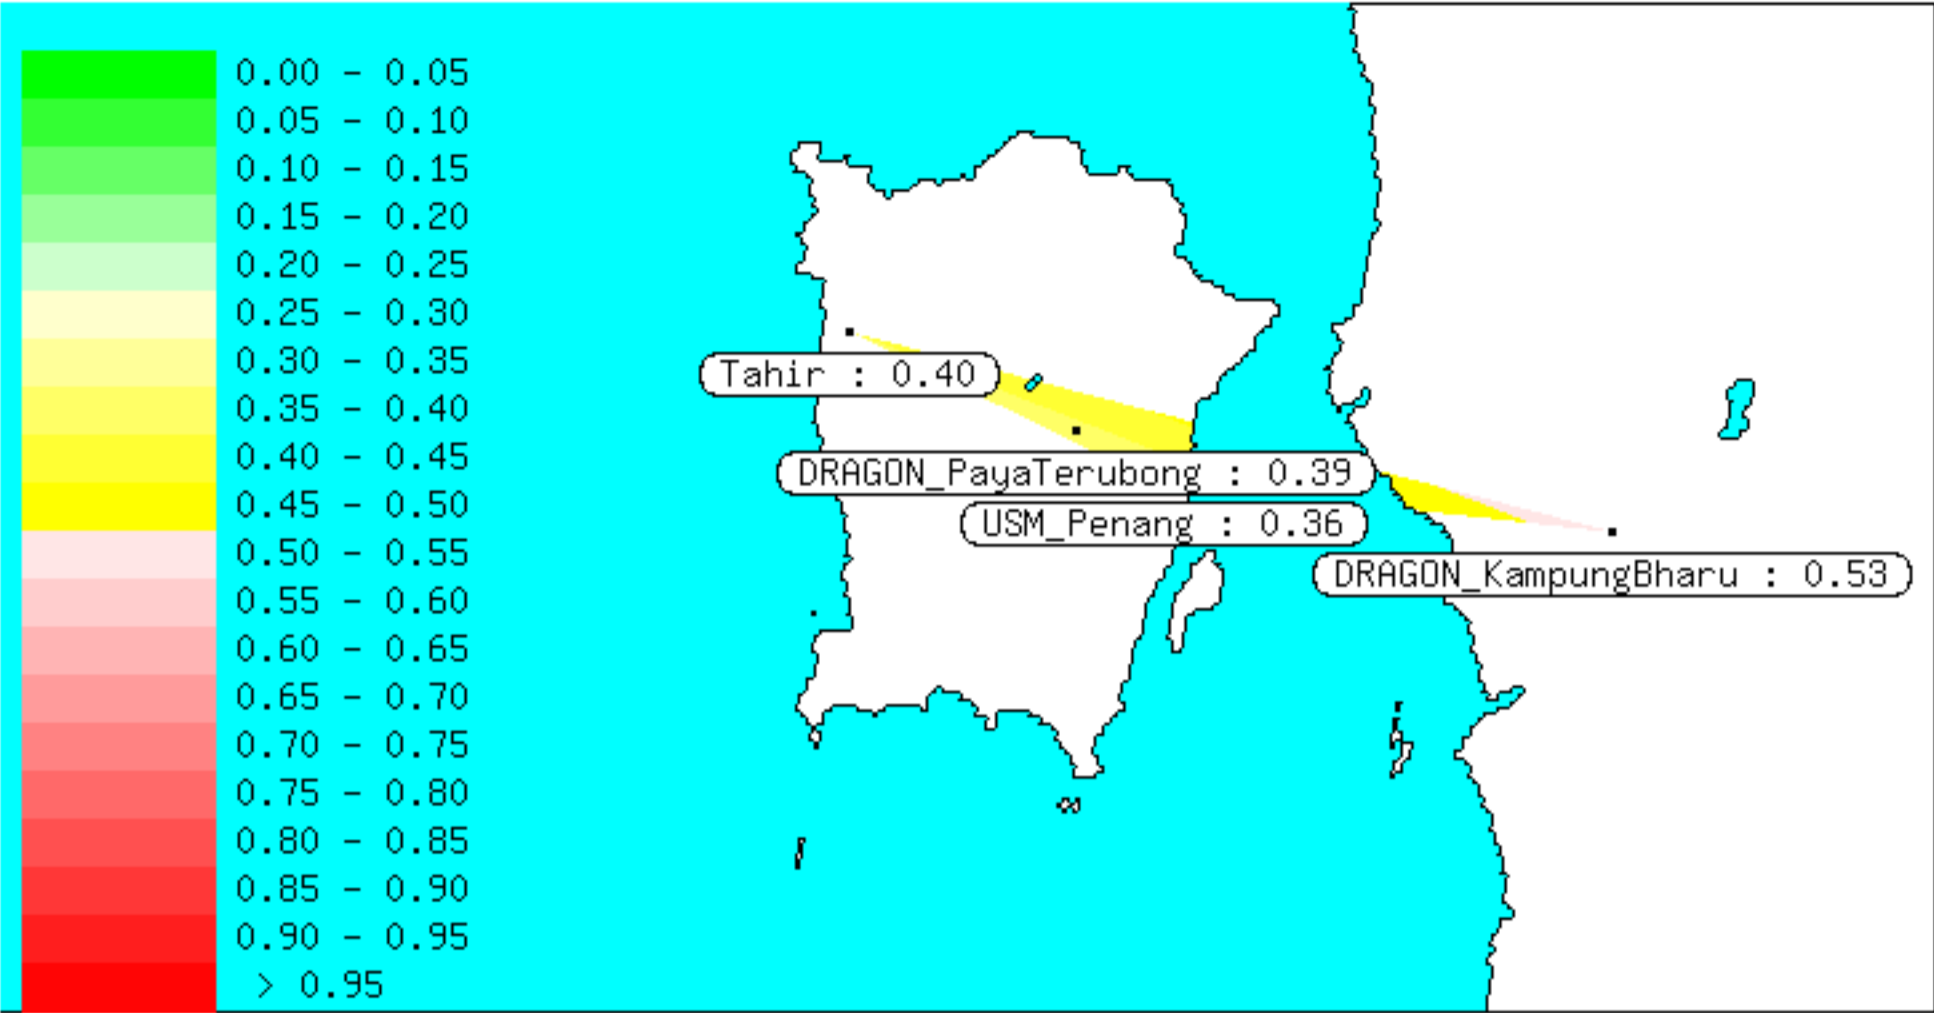 0.00 - 0.05
0.05 - 0.10
0.10 - 0.15
0.15 - 0.20
0.20 - 0.25
0.25 - 0.30
0.30 - 0.35
0.35 - 0.40
0.40 - 0.45
0.45 - 0.50
0.50 - 0.55
0.55 - 0.60
0.60 - 0.65
0.65 - 0.70
0.70 - 0.75
0.75 - 0.80
0.80 - 0.85
0.85 - 0.90
0.90 - 0.95
> 0.95
Tahir : 0.40
DRAGON_PayaTerubong : 0.39
USM_Penang : 0.36
DRAGON_KampungBharu : 0.53